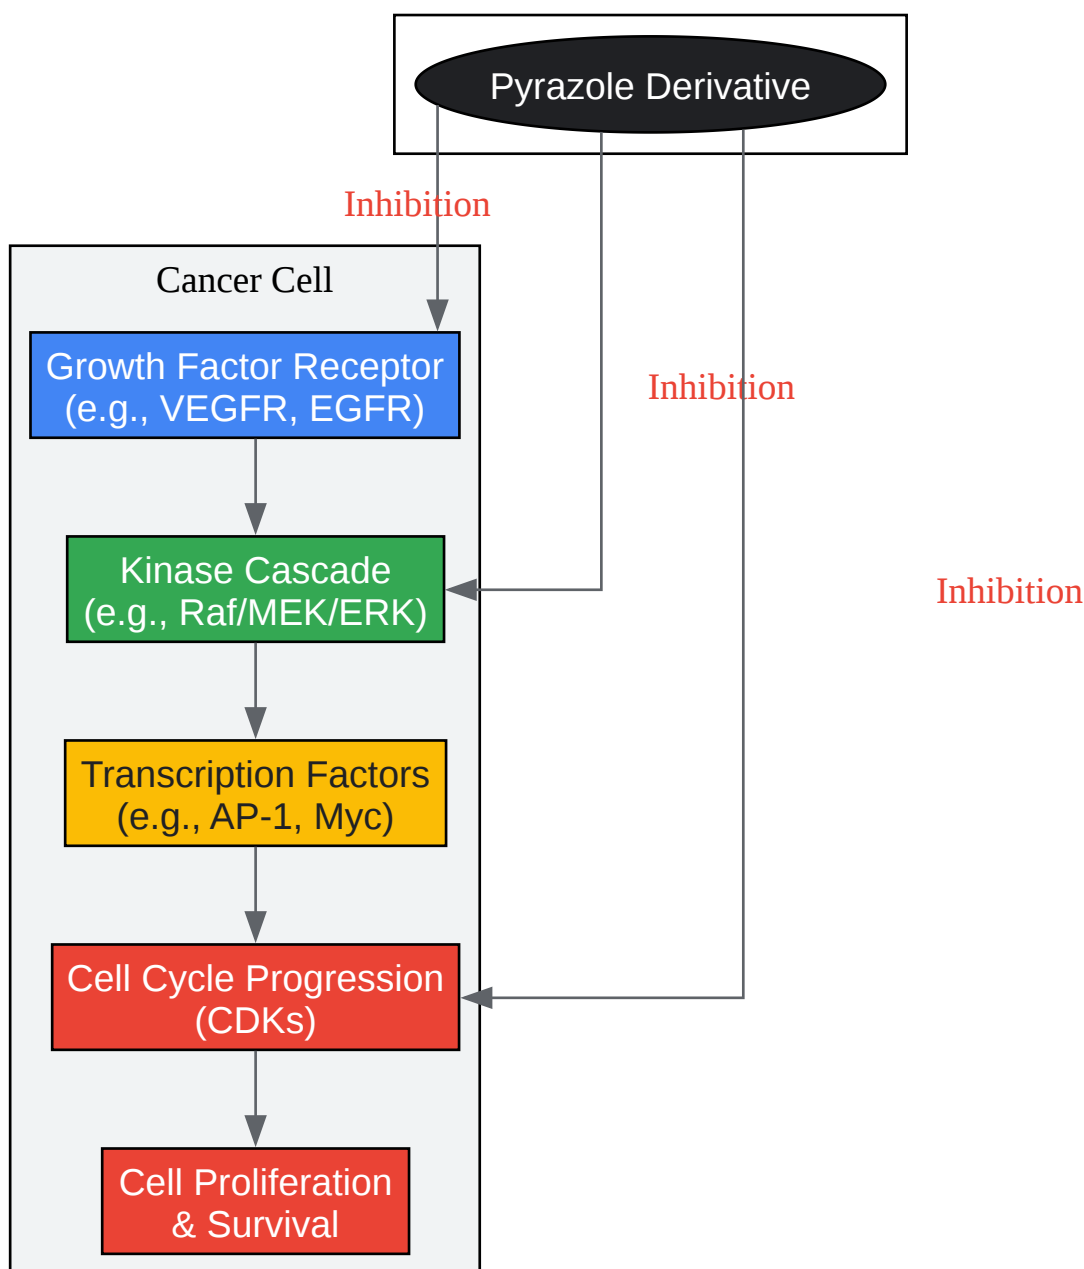 Pyrazole Derivative
Inhibition
Cancer Cell
Growth Factor Receptor
(e.g., VEGFR, EGFR)
Inhibition
Kinase Cascade
(e.g., Raf/MEK/ERK)
Inhibition
Transcription Factors
(e.g., AP-1, Myc)
Cell Cycle Progression
(CDKs)
Cell Proliferation
& Survival